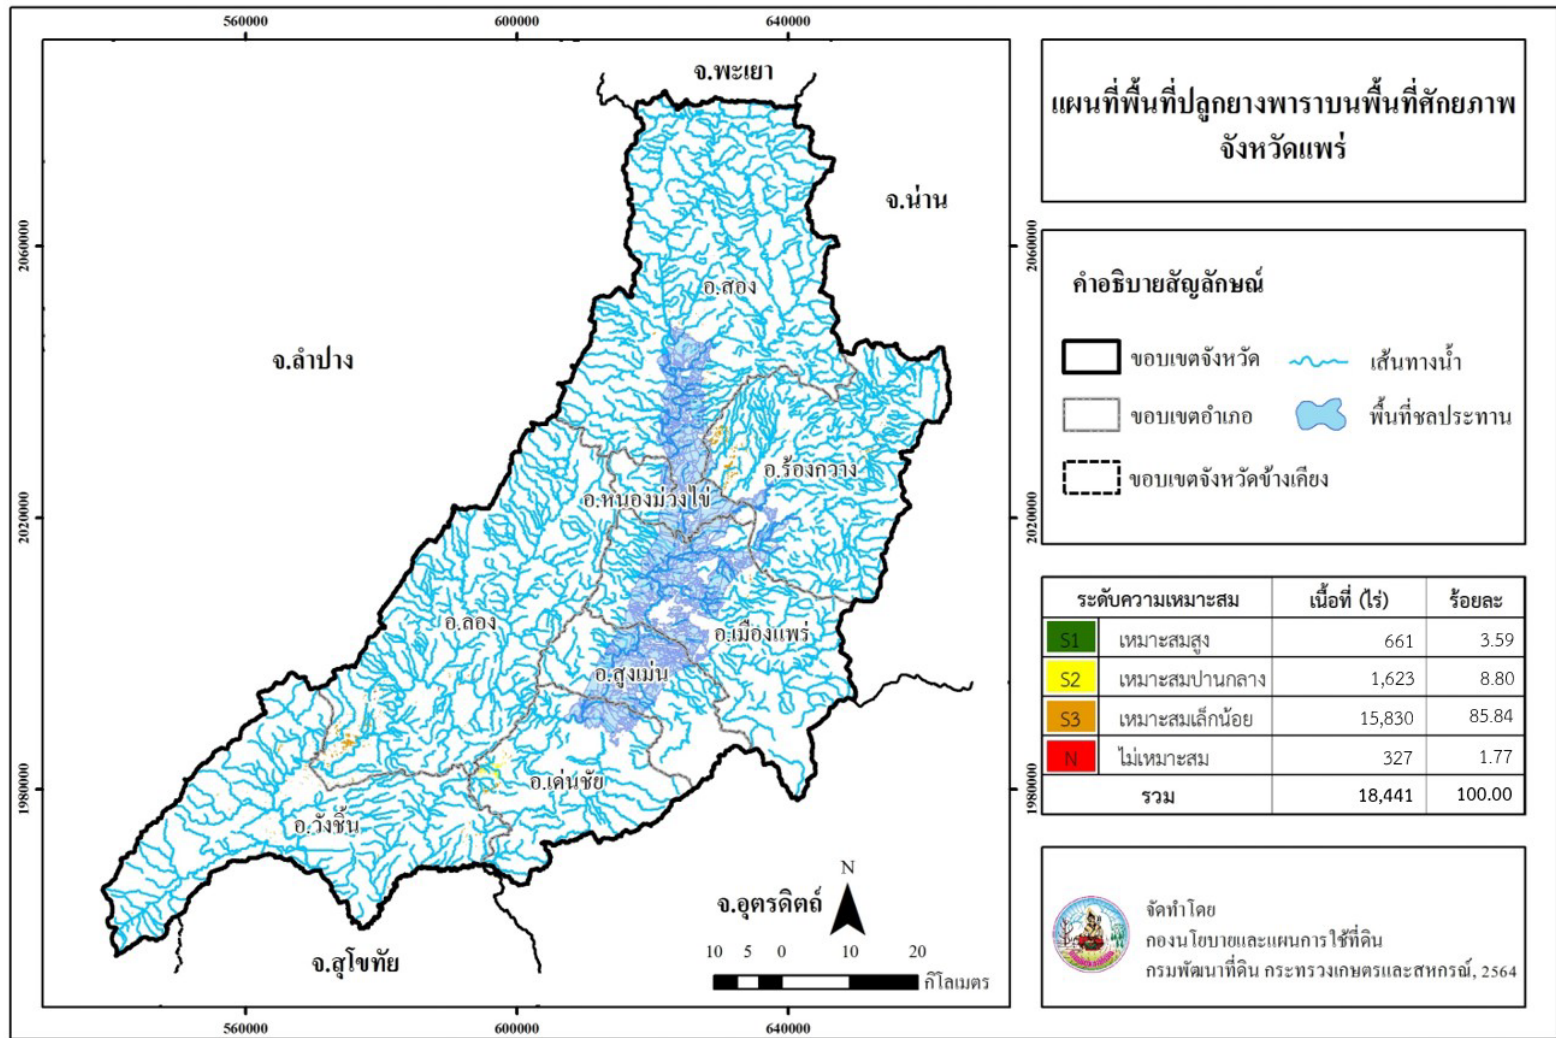 560000 600000 640000
จ.พะเยา
จ.น่าน
2060000 2060000
อ.สอง
จ.ลำปาง
อ.ร้องกวาง
อ.หนองม่วงไข่
2020000 2020000
อ.ลอง
อ.เมืองแพร่
อ.สูงเม่น
อ.เด่นชัย
1980000 1980000
อ.วังชิ้น
N
จ.อุตรดิตถ์
จ.สุโขทัย
10 5 0 10 20
กิโลเมตร
560000 600000 640000
แผนที่พื้นที่ปลูกยางพาราบนพื้นที่ศักยภาพ
จังหวัดแพร่
คำอธิบายสัญลักษณ์
ขอบเขตจังหวัด เส้นทางน้ำ
ขอบเขตอำเภอ พื้นที่ชลประทาน
ขอบเขตจังหวัดข้างเคียง
ระดับความเหมาะสม เนื้อที่ (ไร่) ร้อยละ
S1 เหมาะสมสูง 661 3.59
S2 เหมาะสมปานกลาง 1,623 8.80
S3 เหมาะสมเล็กน้อย 15,830 85.84
N ไม่เหมาะสม 327 1.77
รวม 18,441 100.00
จัดทำโดย
กองนโยบายและแผนการใช้ที่ดิน
กรมพัฒนาที่ดิน กระทรวงเกษตรและสหกรณ์, 2564